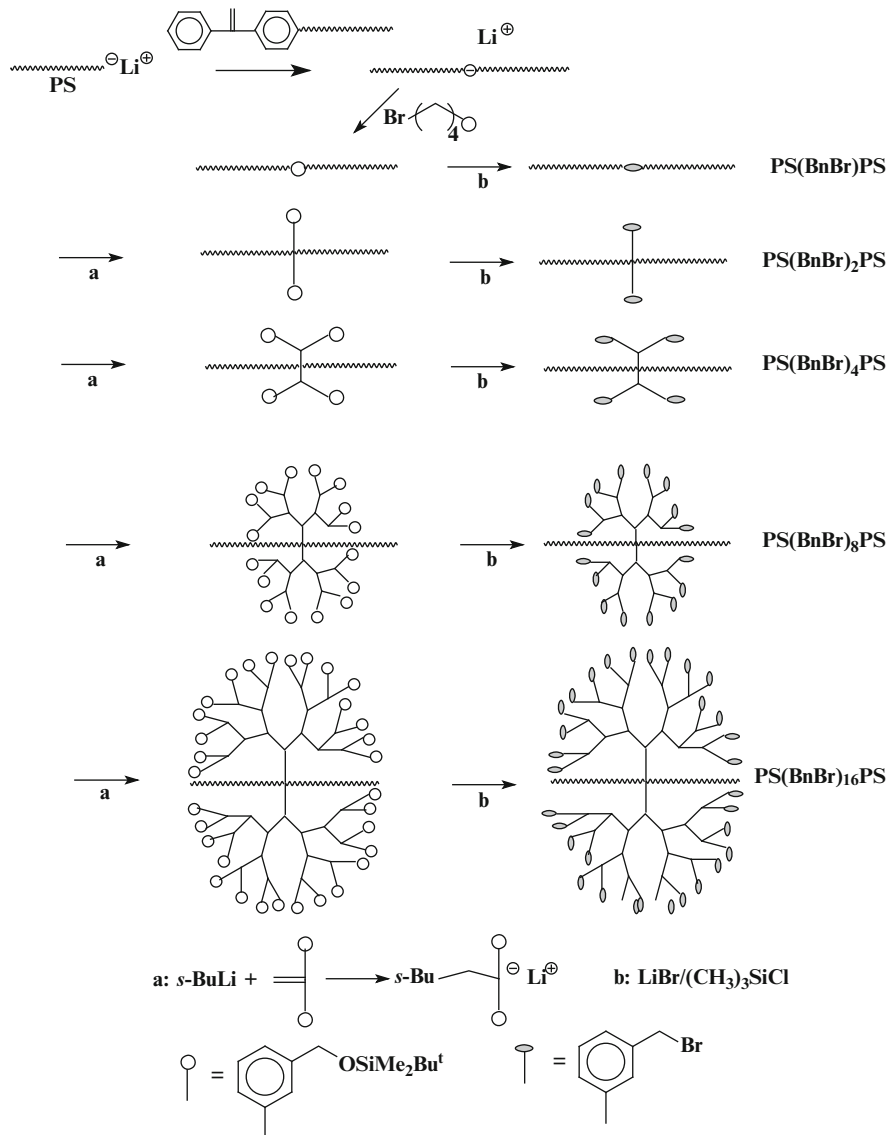 Li⊕
⊖Li⊕
PS
⊖
Br 4
b
PS(BnBr)PS
a
b
PS(BnBr)₂PS
a
b
PS(BnBr)₄PS
a
b
PS(BnBr)₈PS
a
b
PS(BnBr)₁₆PS
a: s-BuLi + s-Bu ⊖ Li⊕ b: LiBr/(CH₃)₃SiCl
= OSiMe₂Buᵗ = Br